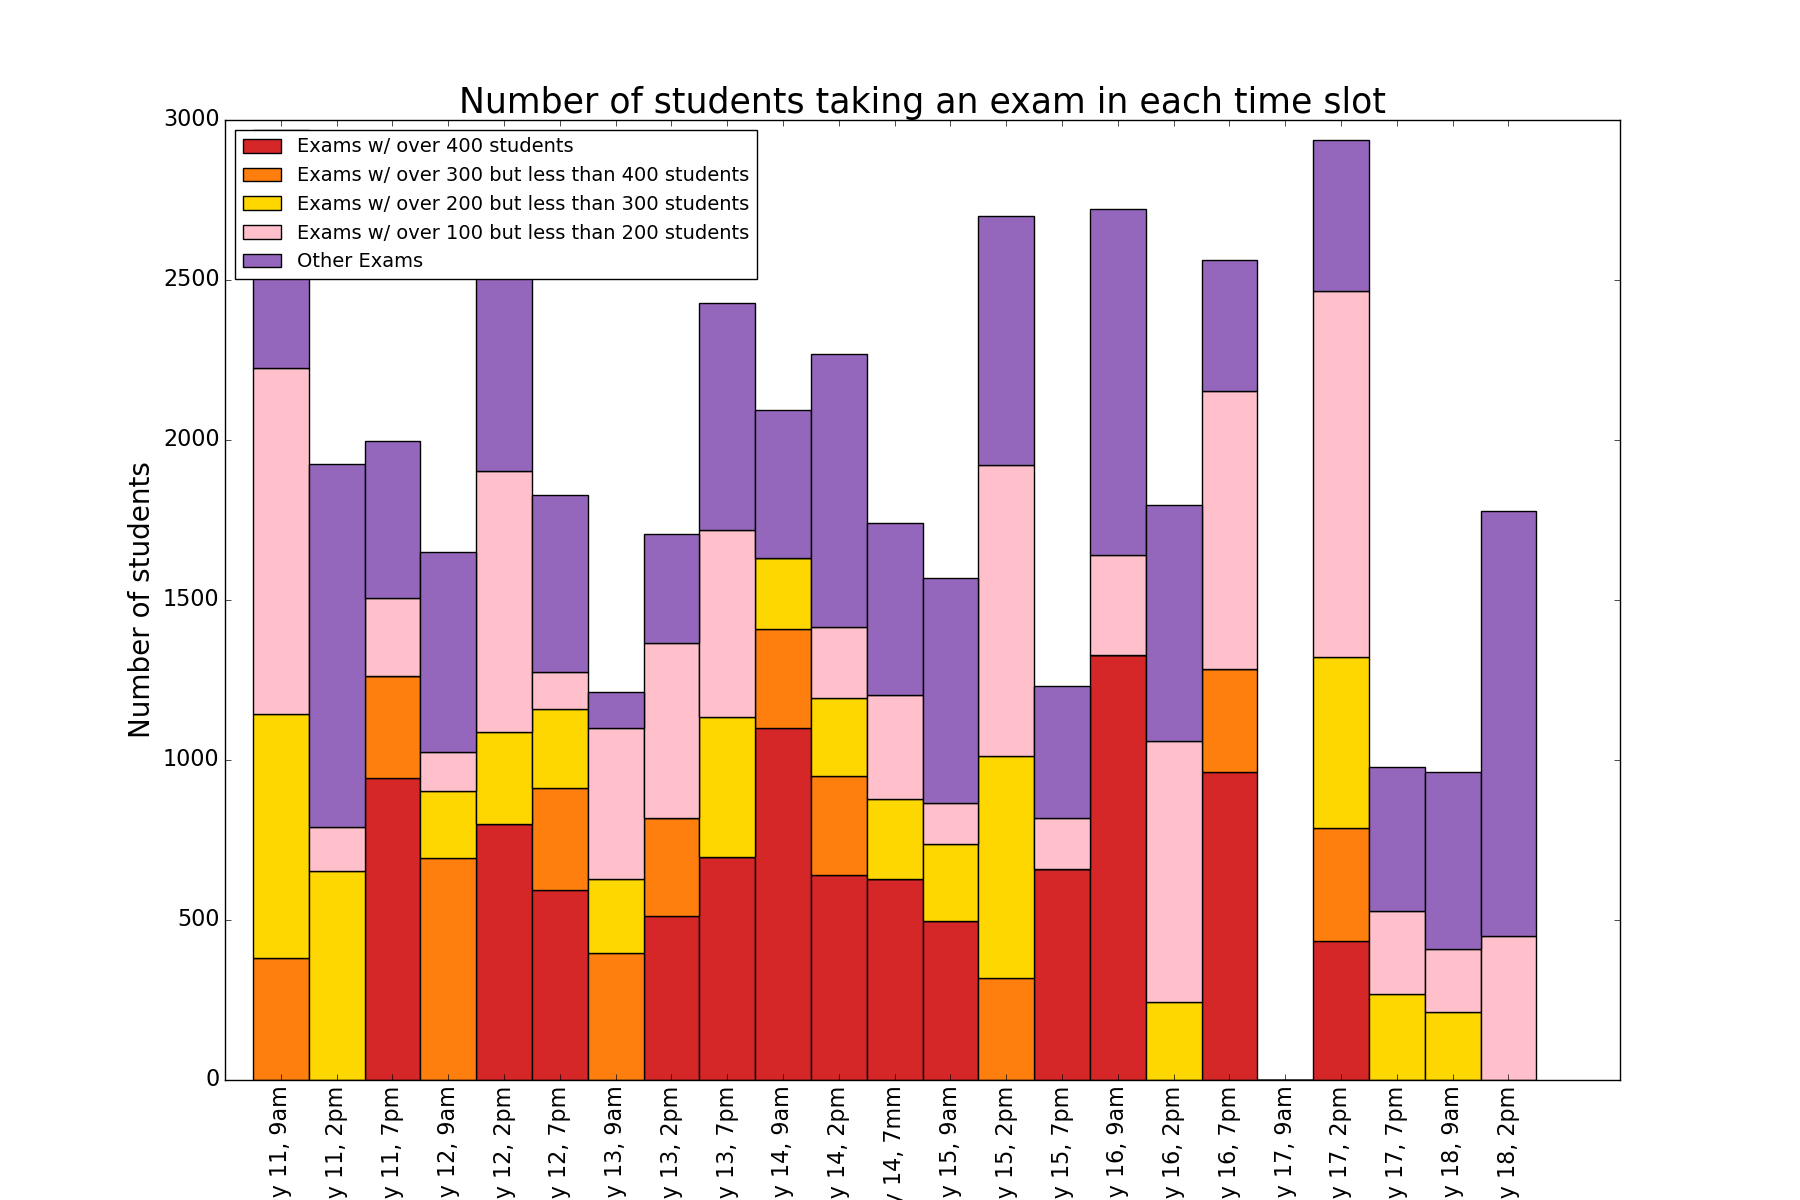 Number of students taking an exam in each time slot
Exams w/ over 400 students
Exams w/ over 300 but less than 400 students
Exams w/ over 200 but less than 300 students
Exams w/ over 100 but less than 200 students
Other Exams
Number of students
3000
2500
2000
1500
1000
500
0
y 11, 9am
y 11, 2pm
y 11, 7pm
y 12, 9am
y 12, 2pm
y 12, 7pm
y 13, 9am
y 13, 2pm
y 13, 7pm
y 14, 9am
y 14, 2pm
y 14, 7mm
y 15, 9am
y 15, 2pm
y 15, 7pm
y 16, 9am
y 16, 2pm
y 16, 7pm
y 17, 9am
y 17, 2pm
y 17, 7pm
y 18, 9am
y 18, 2pm